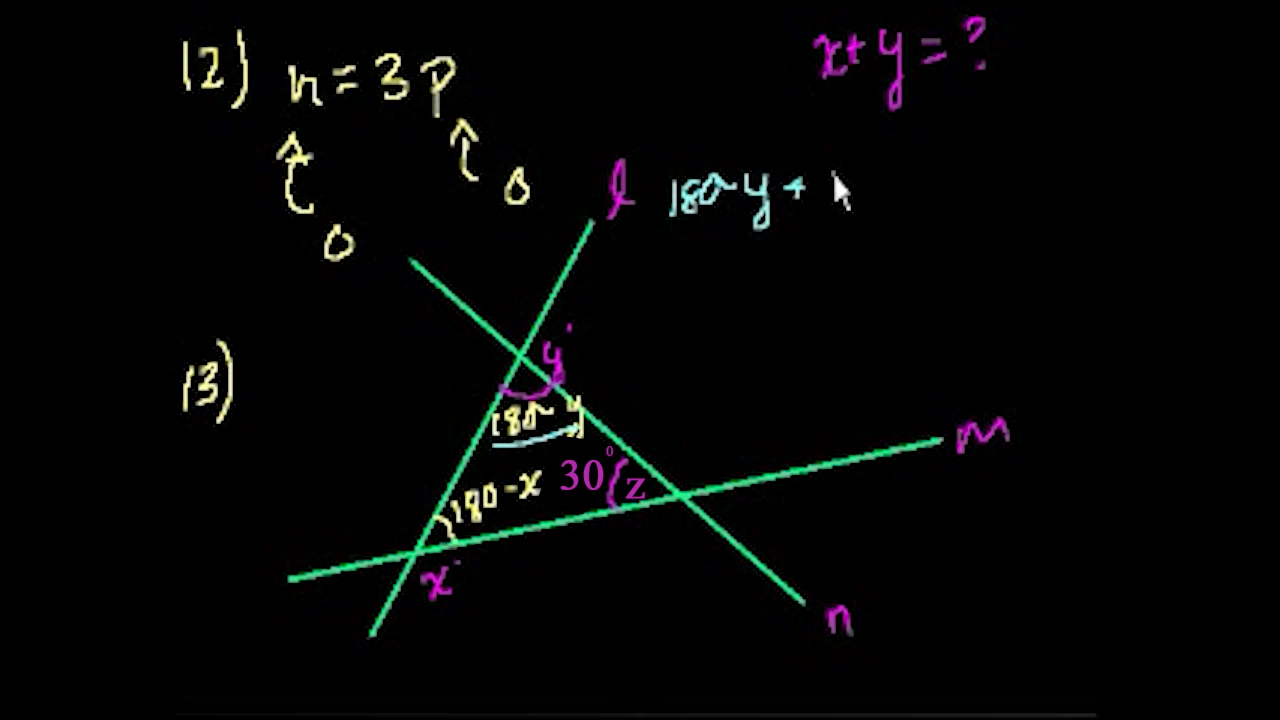 12) n = 3p
x + y = ?
0
0
l
180 - y +
y°
13)
180 - y
m
180 - x
30° z
x°
n